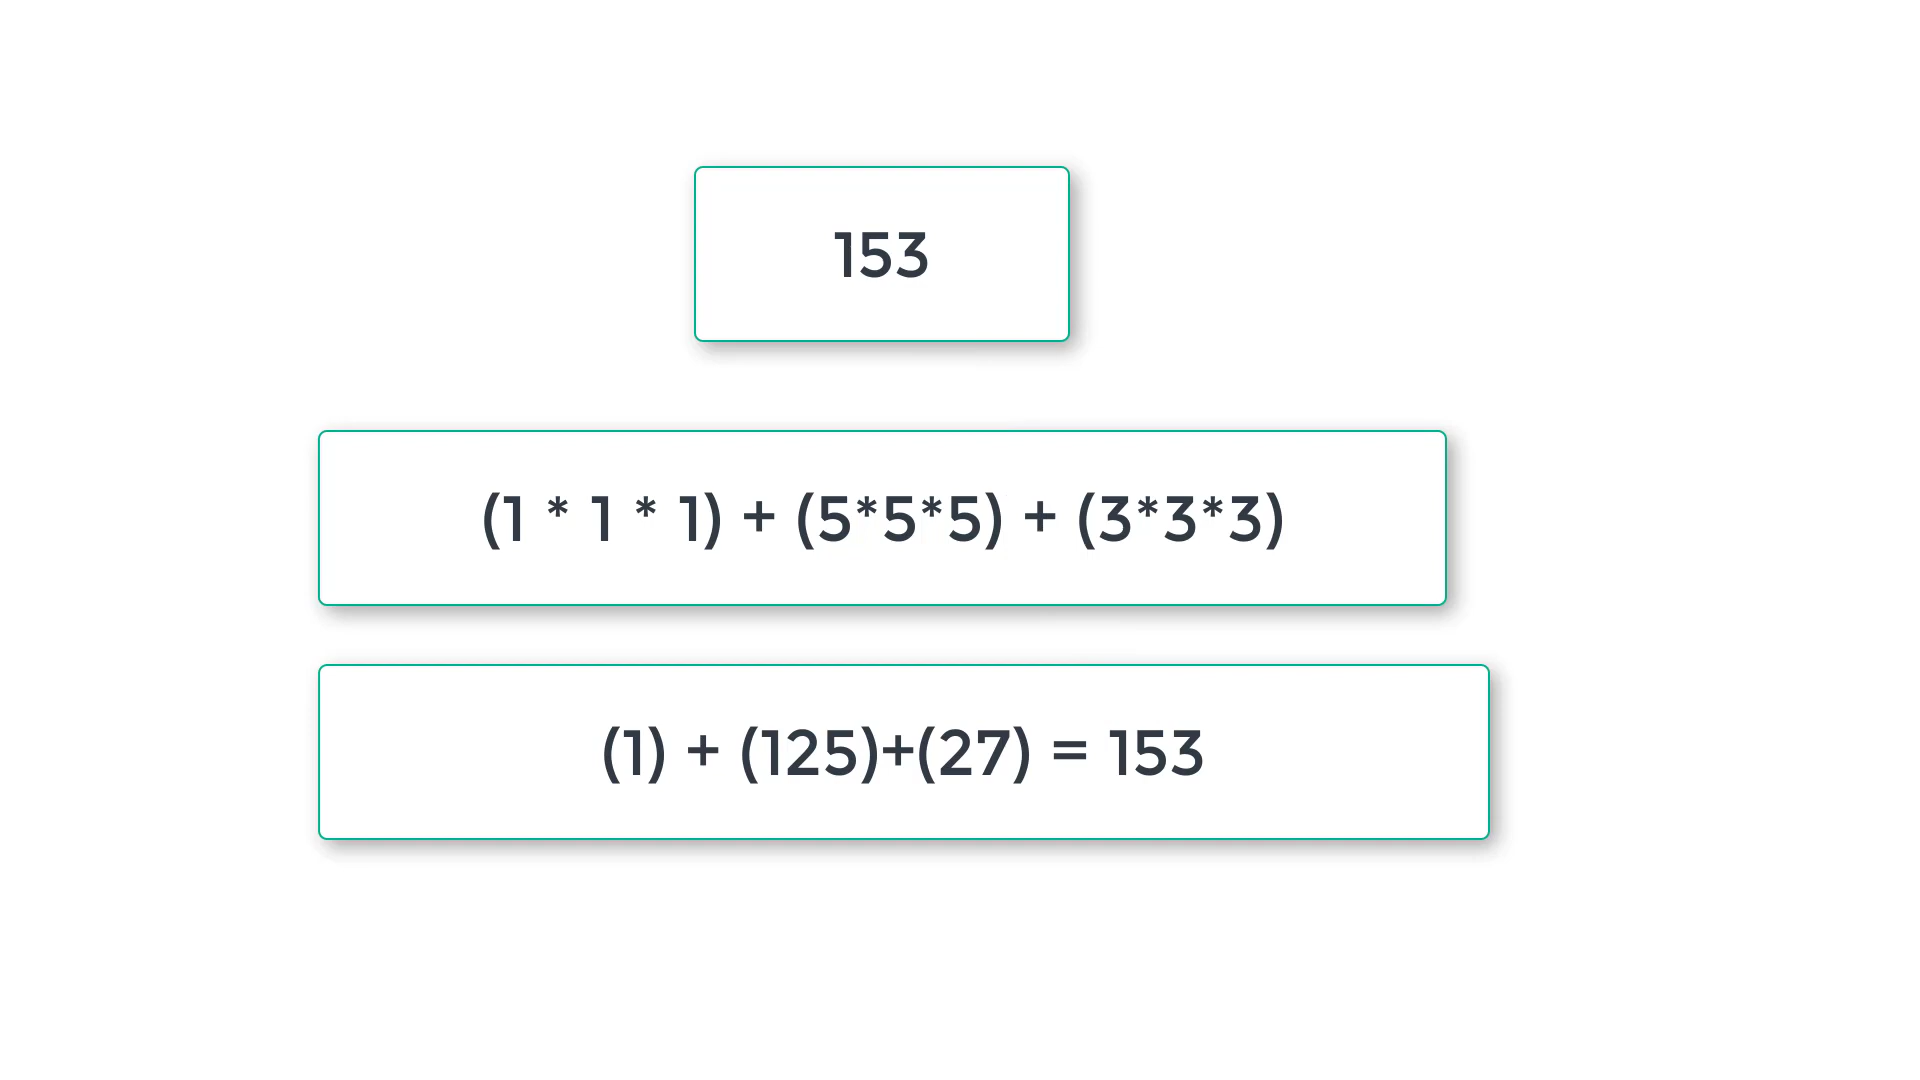 153
(1 * 1 * 1) + (5*5*5) + (3*3*3)
(1) + (125)+(27) = 153